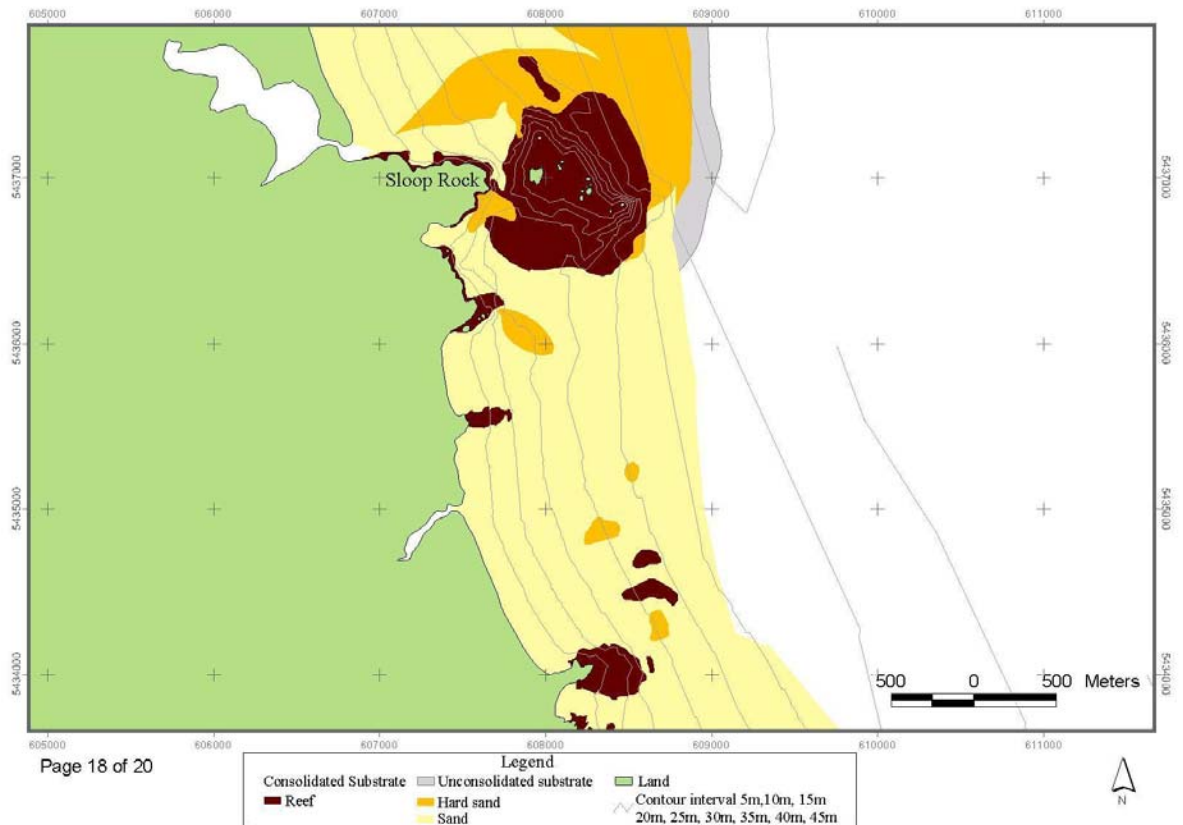 605000 606000 607000 608000 609000 610000 611000
5437000 5437000
Sloop Rock
5436000 5436000
5435000 5435000
5434000 5434000
500 0 500 Meters
605000 606000 607000 608000 609000 610000 611000
Page 18 of 20
Legend
Consolidated Substrate Unconsolidated substrate Land
Reef Hard sand Contour interval 5m,10m, 15m
Sand 20m, 25m, 30m, 35m, 40m, 45m
N